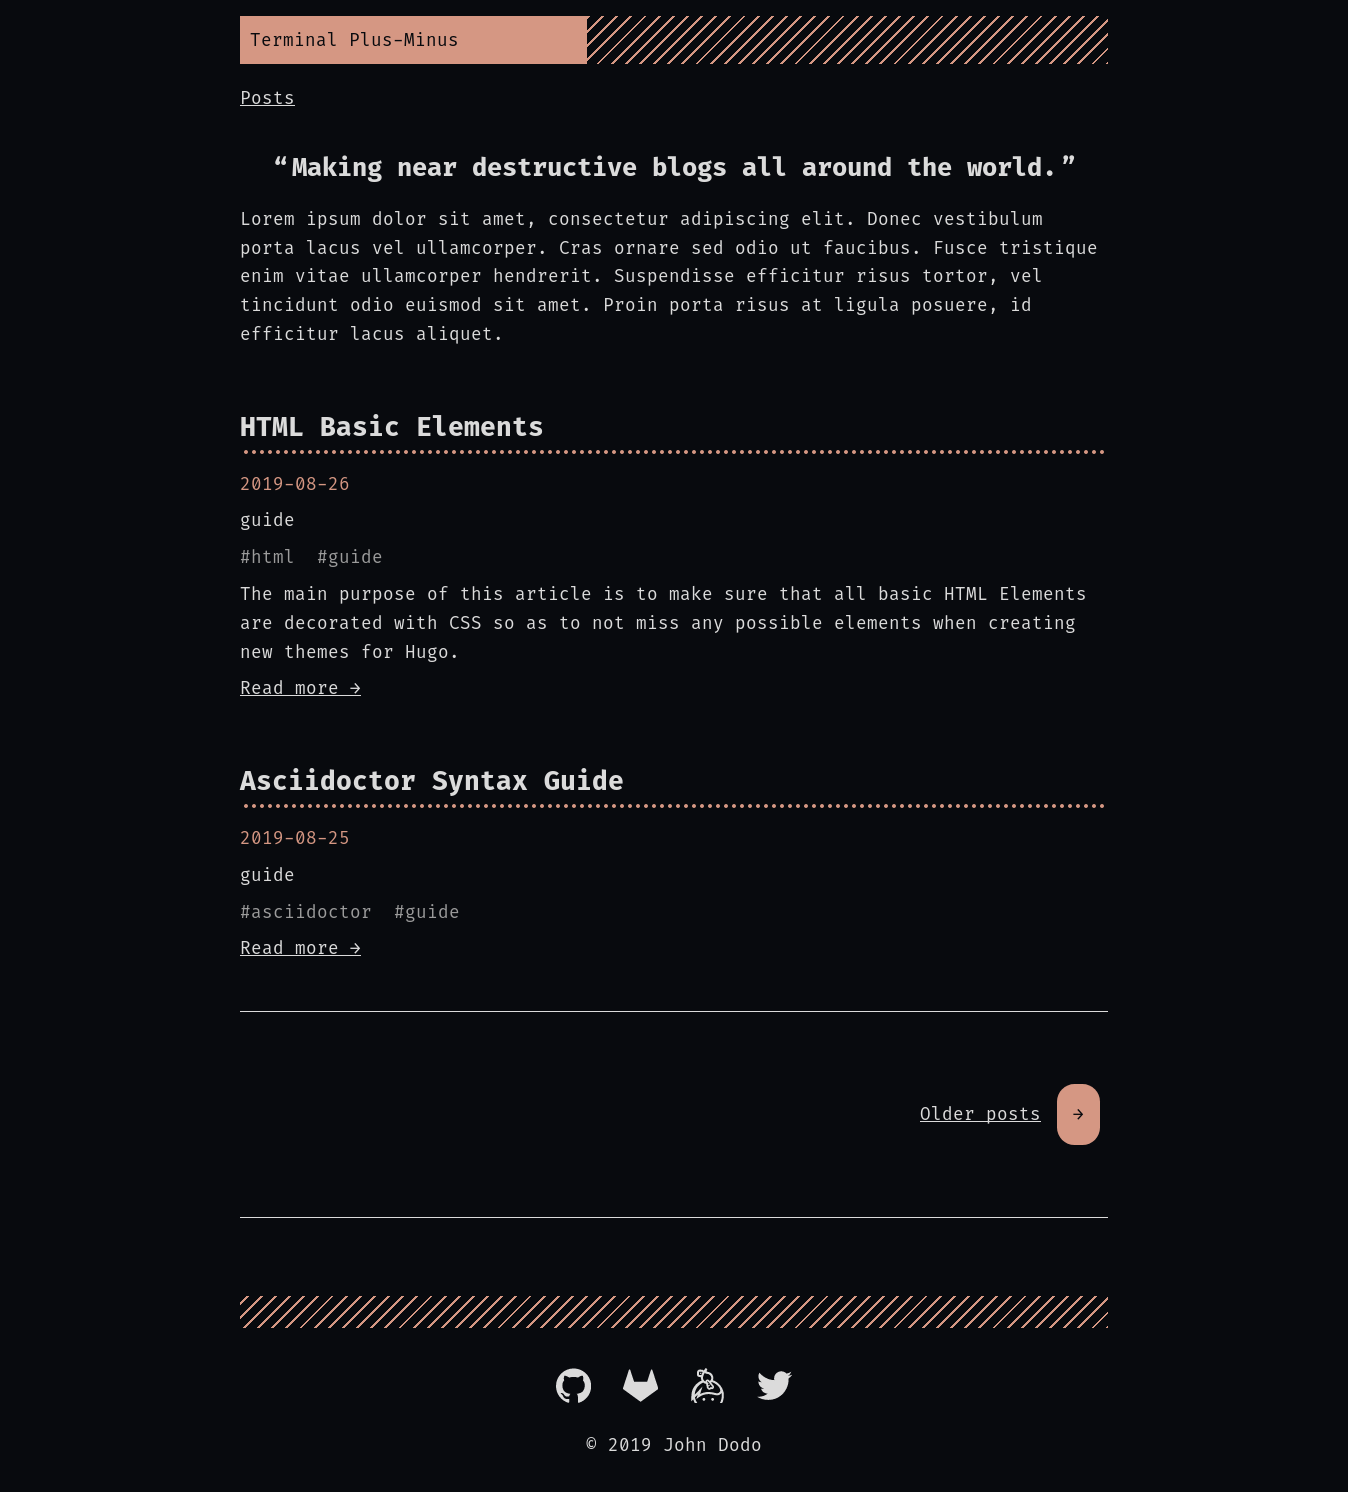 Terminal Plus-Minus
Posts
“Making near destructive blogs all around the world.”
Lorem ipsum dolor sit amet, consectetur adipiscing elit. Donec vestibulum
porta lacus vel ullamcorper. Cras ornare sed odio ut faucibus. Fusce tristique
enim vitae ullamcorper hendrerit. Suspendisse efficitur risus tortor, vel
tincidunt odio euismod sit amet. Proin porta risus at ligula posuere, id
efficitur lacus aliquet.
HTML Basic Elements
2019-08-26
guide
#html #guide
The main purpose of this article is to make sure that all basic HTML Elements
are decorated with CSS so as to not miss any possible elements when creating
new themes for Hugo.
Read more →
Asciidoctor Syntax Guide
2019-08-25
guide
#asciidoctor #guide
Read more →
Older posts →
© 2019 John Dodo